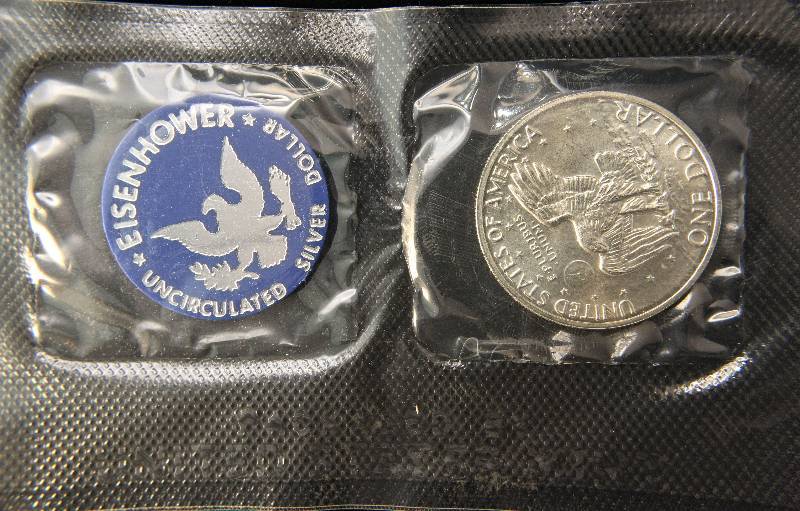 ★ EISENHOWER ★
UNCIRCULATED SILVER DOLLAR
UNITED STATES OF AMERICA
E PLURIBUS
UNUM
ONE DOLLAR